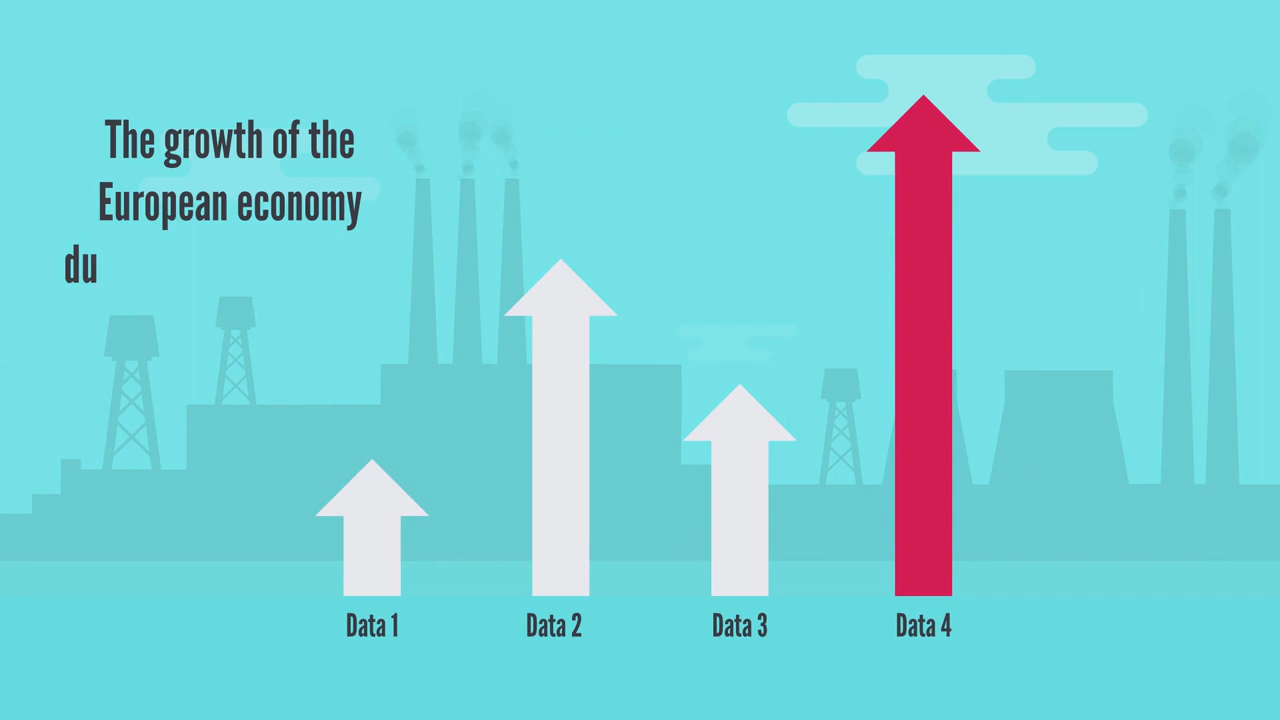 The growth of the
European economy
du
Data 1
Data 2
Data 3
Data 4